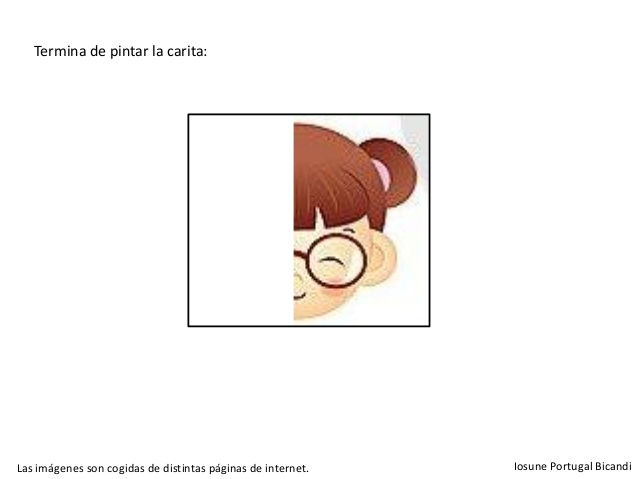 Termina de pintar la carita:
Las imágenes son cogidas de distintas páginas de internet.
Iosune Portugal Bicandi